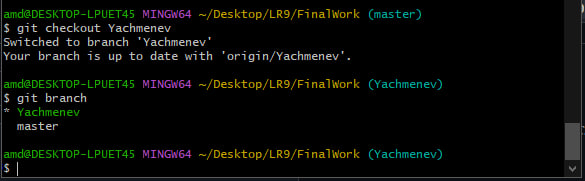 amd@DESKTOP-LPUET45 MINGW64 ~/Desktop/LR9/FinalWork (master)
$ git checkout Yachmenev
Switched to branch 'Yachmenev'
Your branch is up to date with 'origin/Yachmenev'.
amd@DESKTOP-LPUET45 MINGW64 ~/Desktop/LR9/FinalWork (Yachmenev)
$ git branch
* Yachmenev
  master
amd@DESKTOP-LPUET45 MINGW64 ~/Desktop/LR9/FinalWork (Yachmenev)
$